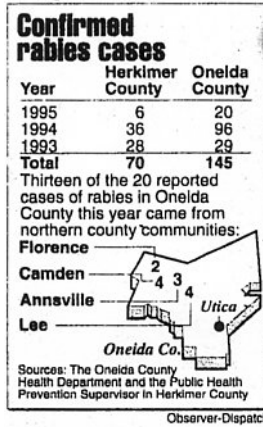 Confirmed
rabies cases
Herkimer Oneida
Year County County
1995 6 20
1994 36 96
1993 28 29
Total 70 145
Thirteen of the 20 reported
cases of rabies in Oneida
County this year came from
northern county communities:
Florence
2
Camden
4
3
Annsville
4
Utica
Lee
Oneida Co.
Sources: The Oneida County
Health Department and the Public Health
Prevention Supervisor in Herkimer County
Observer-Dispatc